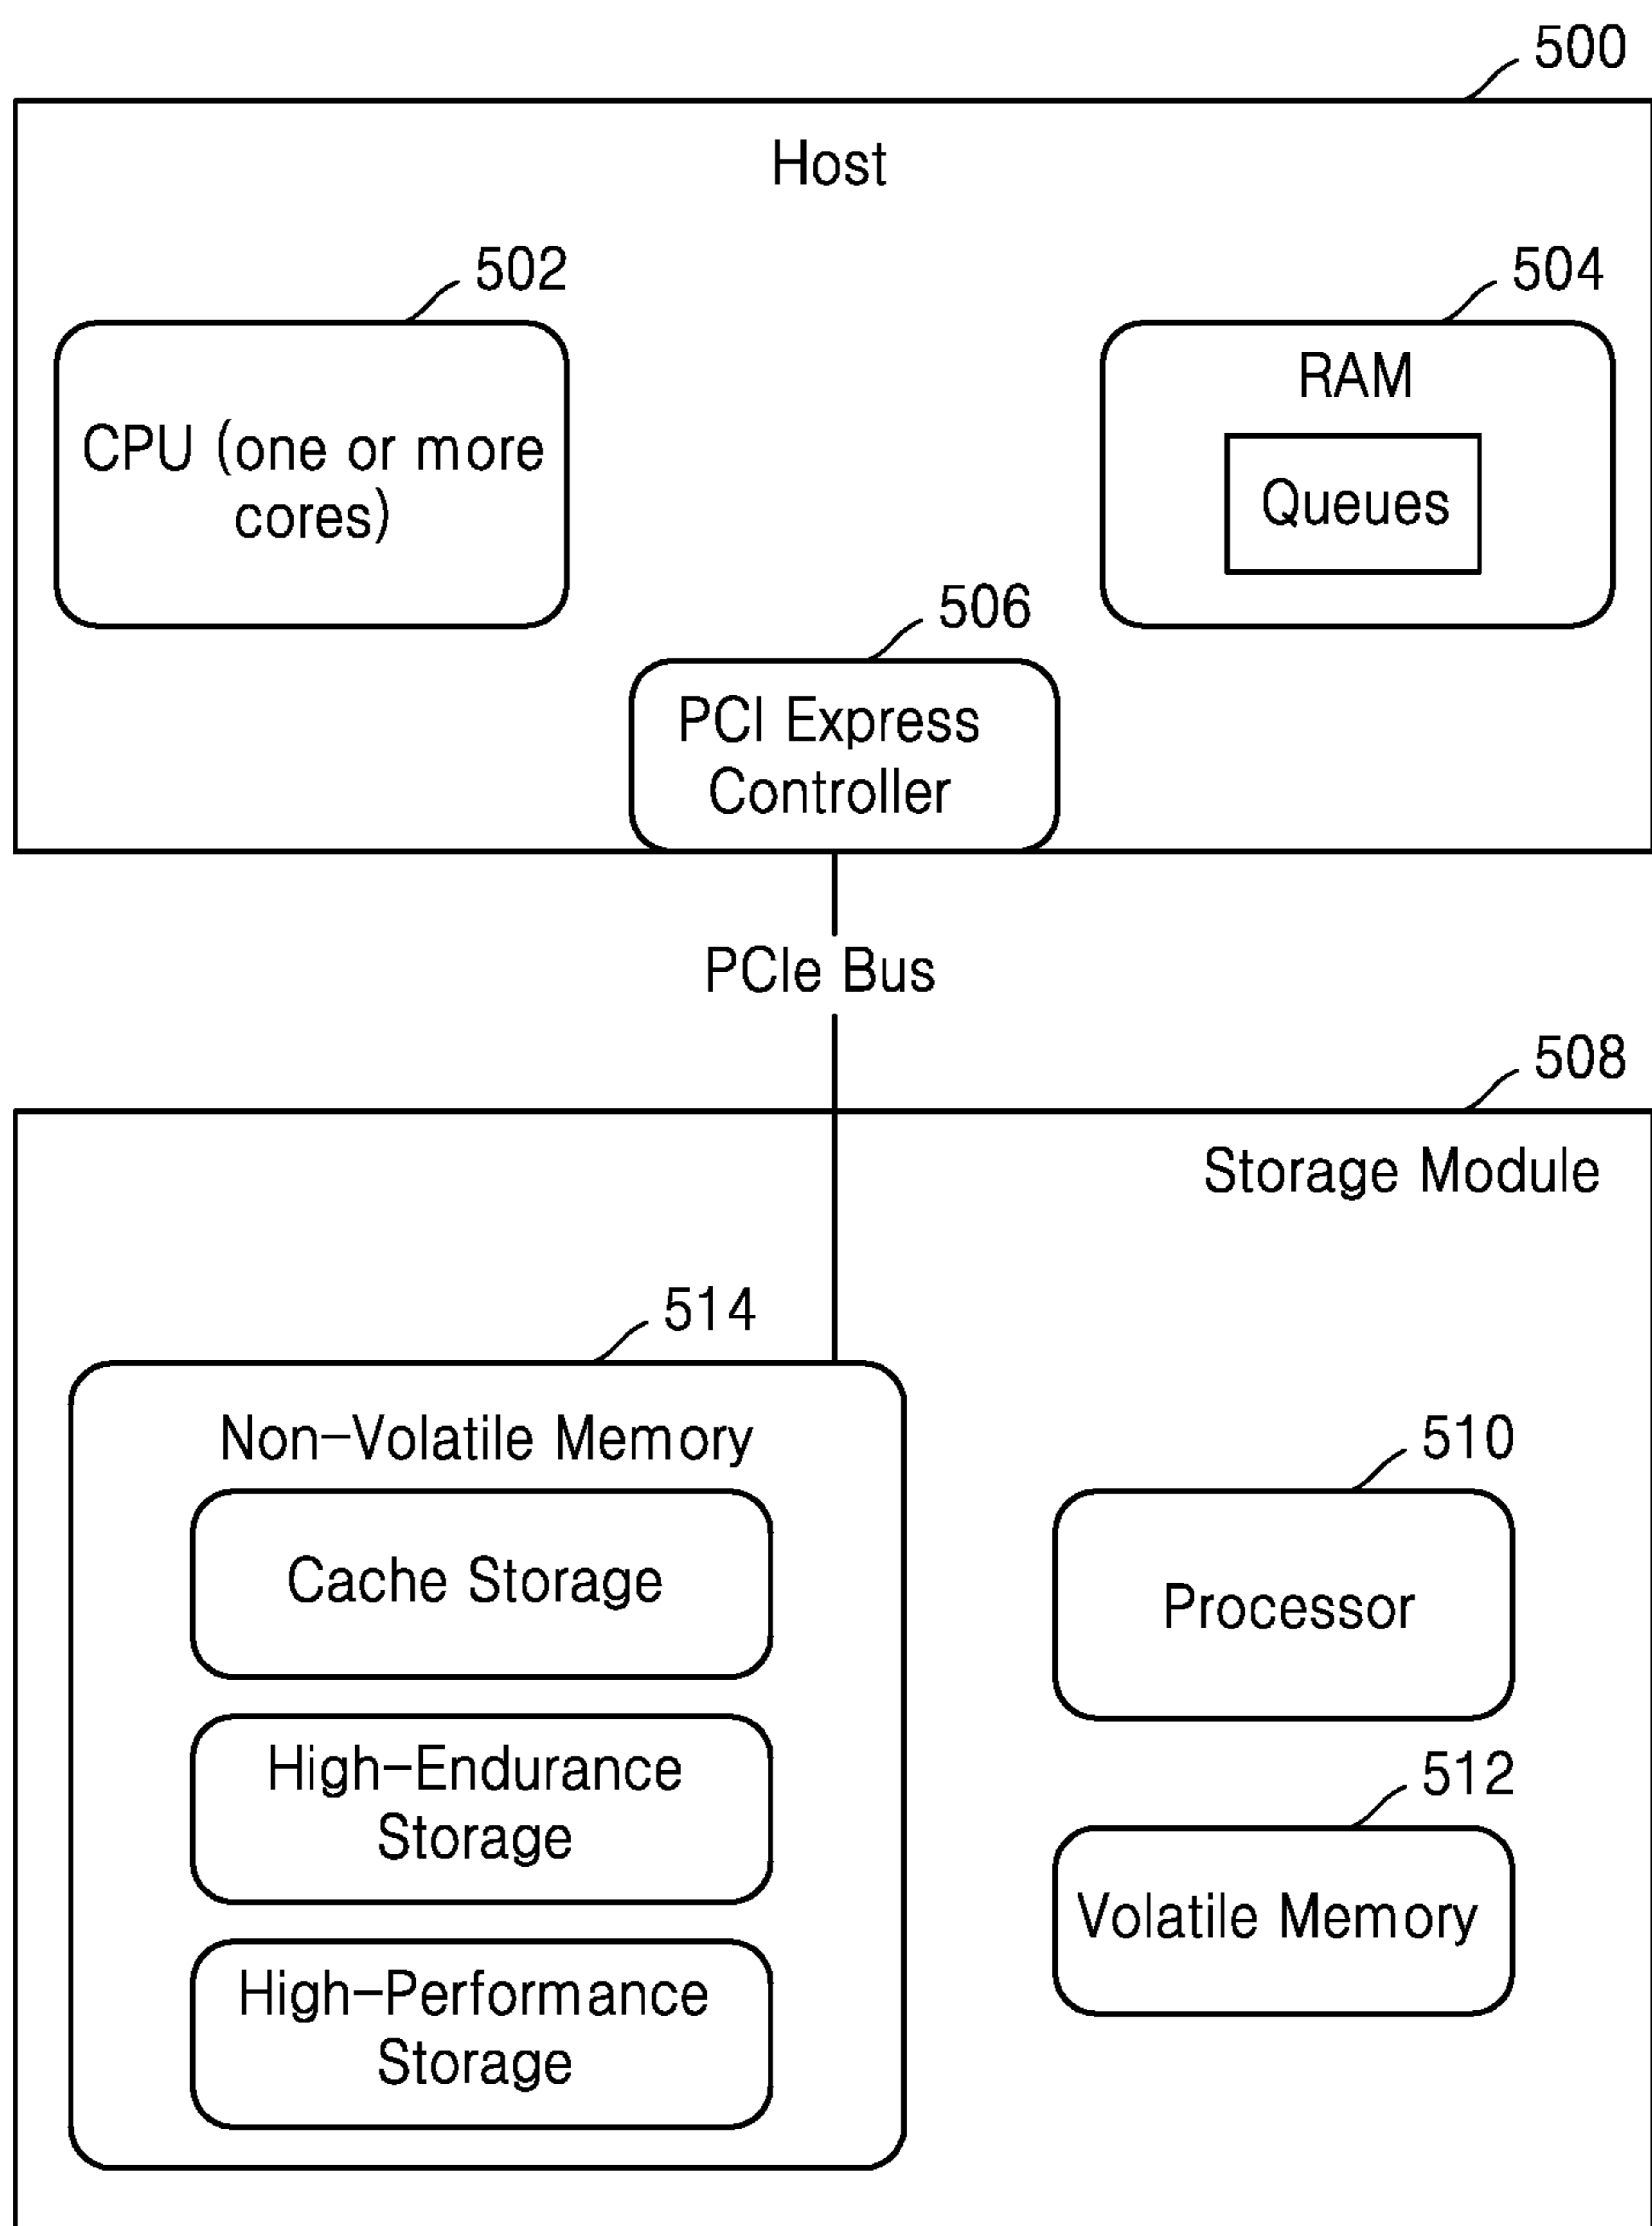 500
Host
502
504
CPU (one or more
cores)
RAM
Queues
506
PCI Express
Controller
PCIe Bus
508
Storage Module
514
Non-Volatile Memory
Cache Storage
High-Endurance
Storage
High-Performance
Storage
510
Processor
512
Volatile Memory